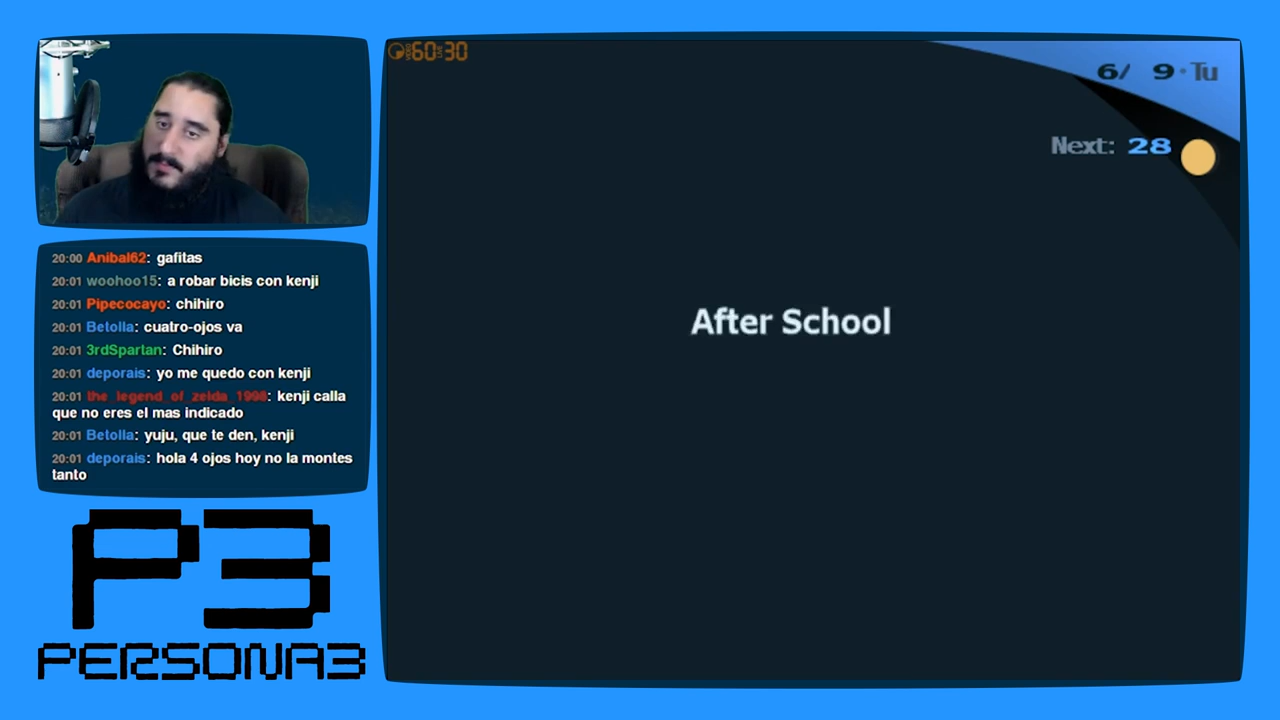 20:00 Anibal62: gafitas
20:01 woohoo15: a robar bicis con kenji
20:01 Pipecocayo: chihiro
20:01 Betolla: cuatro-ojos va
20:01 3rdSpartan: Chihiro
20:01 deporais: yo me quedo con kenji
20:01 the_legend_of_zelda_1998: kenji calla
que no eres el mas indicado
20:01 Betolla: yuju, que te den, kenji
20:01 deporais: hola 4 ojos hoy no la montes
tanto
P3
PERSONA3
60 30
6/ 9·Tu
Next: 28
After School